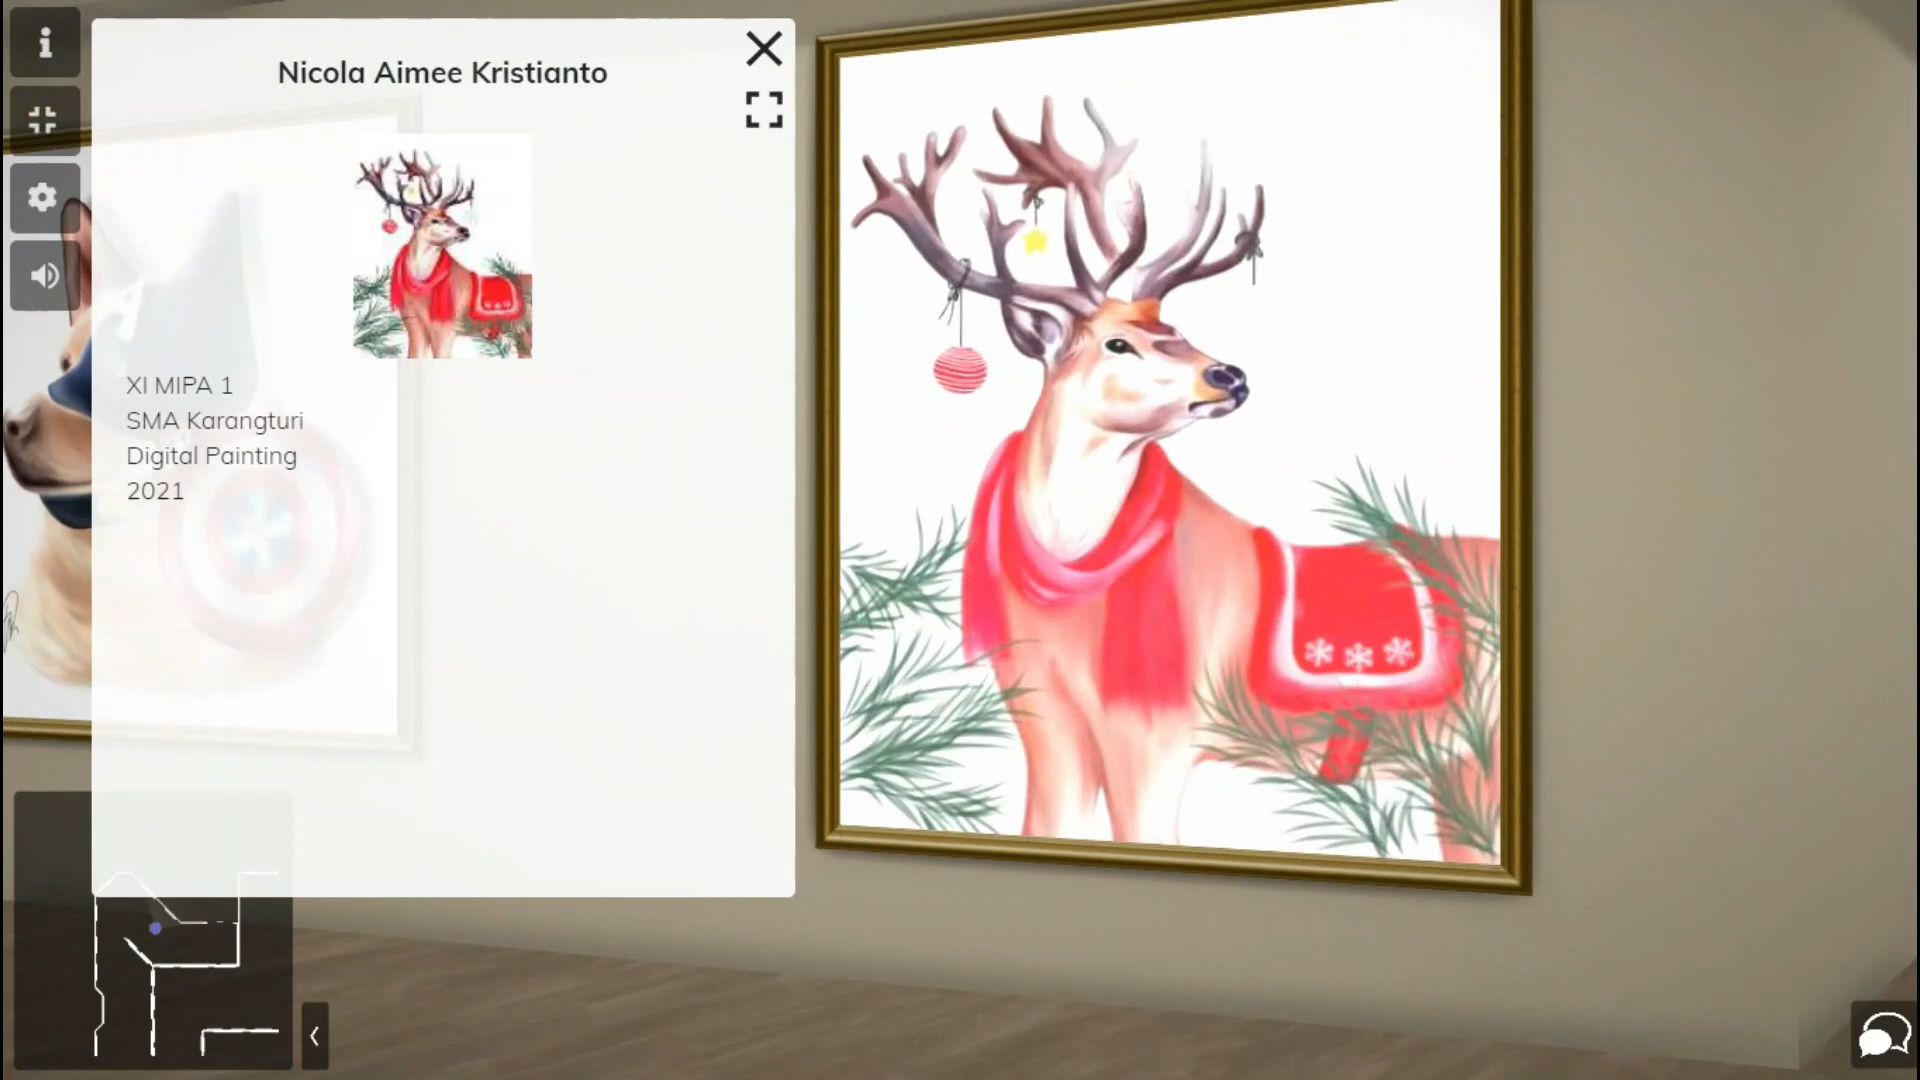 Nicola Aimee Kristianto
XI MIPA 1
SMA Karangturi
Digital Painting
2021